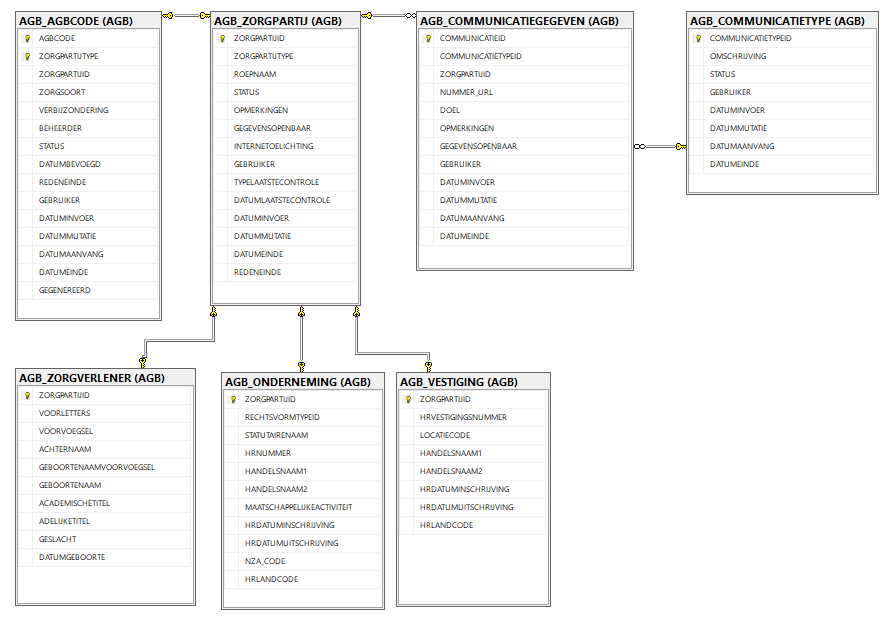 AGB_AGBCODE (AGB)
AGBCODE
ZORGPARTIJTYPE
ZORGPARTIJID
ZORGSOORT
VERBIJZONDERING
BEHEERDER
STATUS
DATUMBEVOEGD
REDENEINDE
GEBRUIKER
DATUMINVOER
DATUMMUTATIE
DATUMAANVANG
DATUMEINDE
GEGENEREERD
AGB_ZORGPARTIJ (AGB)
ZORGPARTIJID
ZORGPARTIJTYPE
ROEPNAAM
STATUS
OPMERKINGEN
GEGEVENSOPENBAAR
INTERNETOELICHTING
GEBRUIKER
TYPELAATSTECONTROLE
DATUMLAATSTECONTROLE
DATUMINVOER
DATUMMUTATIE
DATUMEINDE
REDENEINDE
AGB_COMMUNICATIEGEGEVEN (AGB)
COMMUNICATIEID
COMMUNICATIETYPEID
ZORGPARTIJID
NUMMER_URL
DOEL
OPMERKINGEN
GEGEVENSOPENBAAR
GEBRUIKER
DATUMINVOER
DATUMMUTATIE
DATUMAANVANG
DATUMEINDE
AGB_COMMUNICATIETYPE (AGB)
COMMUNICATIETYPEID
OMSCHRIJVING
STATUS
GEBRUIKER
DATUMINVOER
DATUMMUTATIE
DATUMAANVANG
DATUMEINDE
AGB_ZORGVERLENER (AGB)
ZORGPARTIJID
VOORLETTERS
VOORVOEGSEL
ACHTERNAAM
GEBOORTENAAMVOORVOEGSEL
GEBOORTENAAM
ACADEMISCHETITEL
ADELIJKETITEL
GESLACHT
DATUMGEBOORTE
AGB_ONDERNEMING (AGB)
ZORGPARTIJID
RECHTSVORMTYPEID
STATUTAIRENAAM
HRNUMMER
HANDELSNAAM1
HANDELSNAAM2
MAATSCHAPPELIJKEACTIVITEIT
HRDATUMINSCHRIJVING
HRDATUMUITSCHRIJVING
NZA_CODE
HRLANDCODE
AGB_VESTIGING (AGB)
ZORGPARTIJID
HRVESTIGINGSNUMMER
LOCATIECODE
HANDELSNAAM1
HANDELSNAAM2
HRDATUMINSCHRIJVING
HRDATUMUITSCHRIJVING
HRLANDCODE